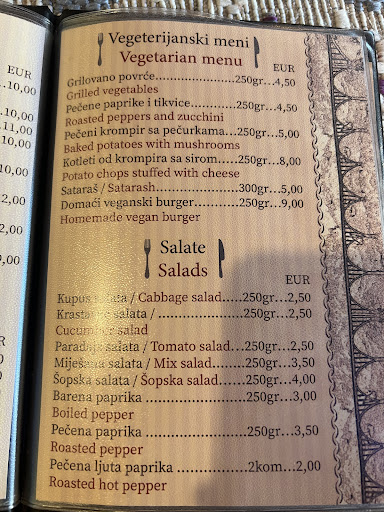 EUR
...10,00
.10,00
.11,00
.10,00
10,00
2,00
,00
2,00
Vegeterijanski meni
Vegetarian menu
EUR
Grilovano povrće....................250gr...4,50
Grilled vegetables
Pečene paprike i tikvice...........250gr...4,50
Roasted peppers and zucchini
Pečeni krompir sa pečurkama...250gr...5,00
Baked potatoes with mushrooms
Kotleti od krompira sa sirom.....250gr...8,00
Potato chops stuffed with cheese
Sataraš / Satarash....................300gr...5,00
Domaći veganski burger...........250gr...9,00
Homemade vegan burger
Salate
Salads
EUR
Kupus salata / Cabbage salad.....250gr...2,50
salata / ....................250gr...2,50
Cucumber salad
salata / Tomato salad...250gr...2,50
Miješana salata / Mix salad........250gr...3,50
Šopska salata / Šopska salad.....250gr...4,00
Barena paprika ........................250gr...3,00
Boiled pepper
Pečena paprika ........................250gr...3,50
Roasted pepper
Pečena ljuta paprika .................2kom...2,00
Roasted hot pepper